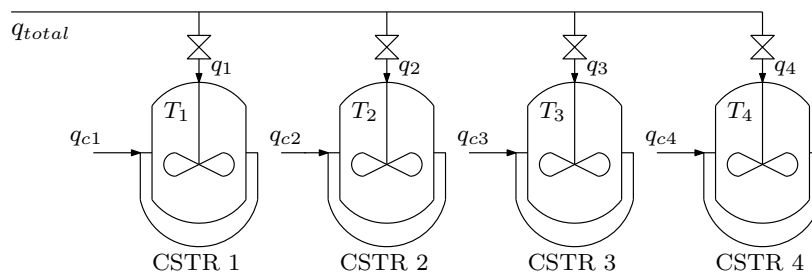 q_total
q_1 q_2 q_3 q_4
T_1 T_2 T_3 T_4
q_c1 q_c2 q_c3 q_c4
CSTR 1 CSTR 2 CSTR 3 CSTR 4